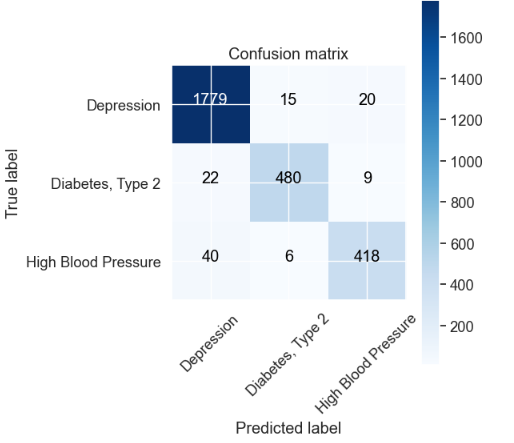 Confusion matrix
True label
Depression 1779 15 20
Diabetes, Type 2 22 480 9
High Blood Pressure 40 6 418
Depression Diabetes, Type 2 High Blood Pressure
Predicted label
1600
1400
1200
1000
800
600
400
200